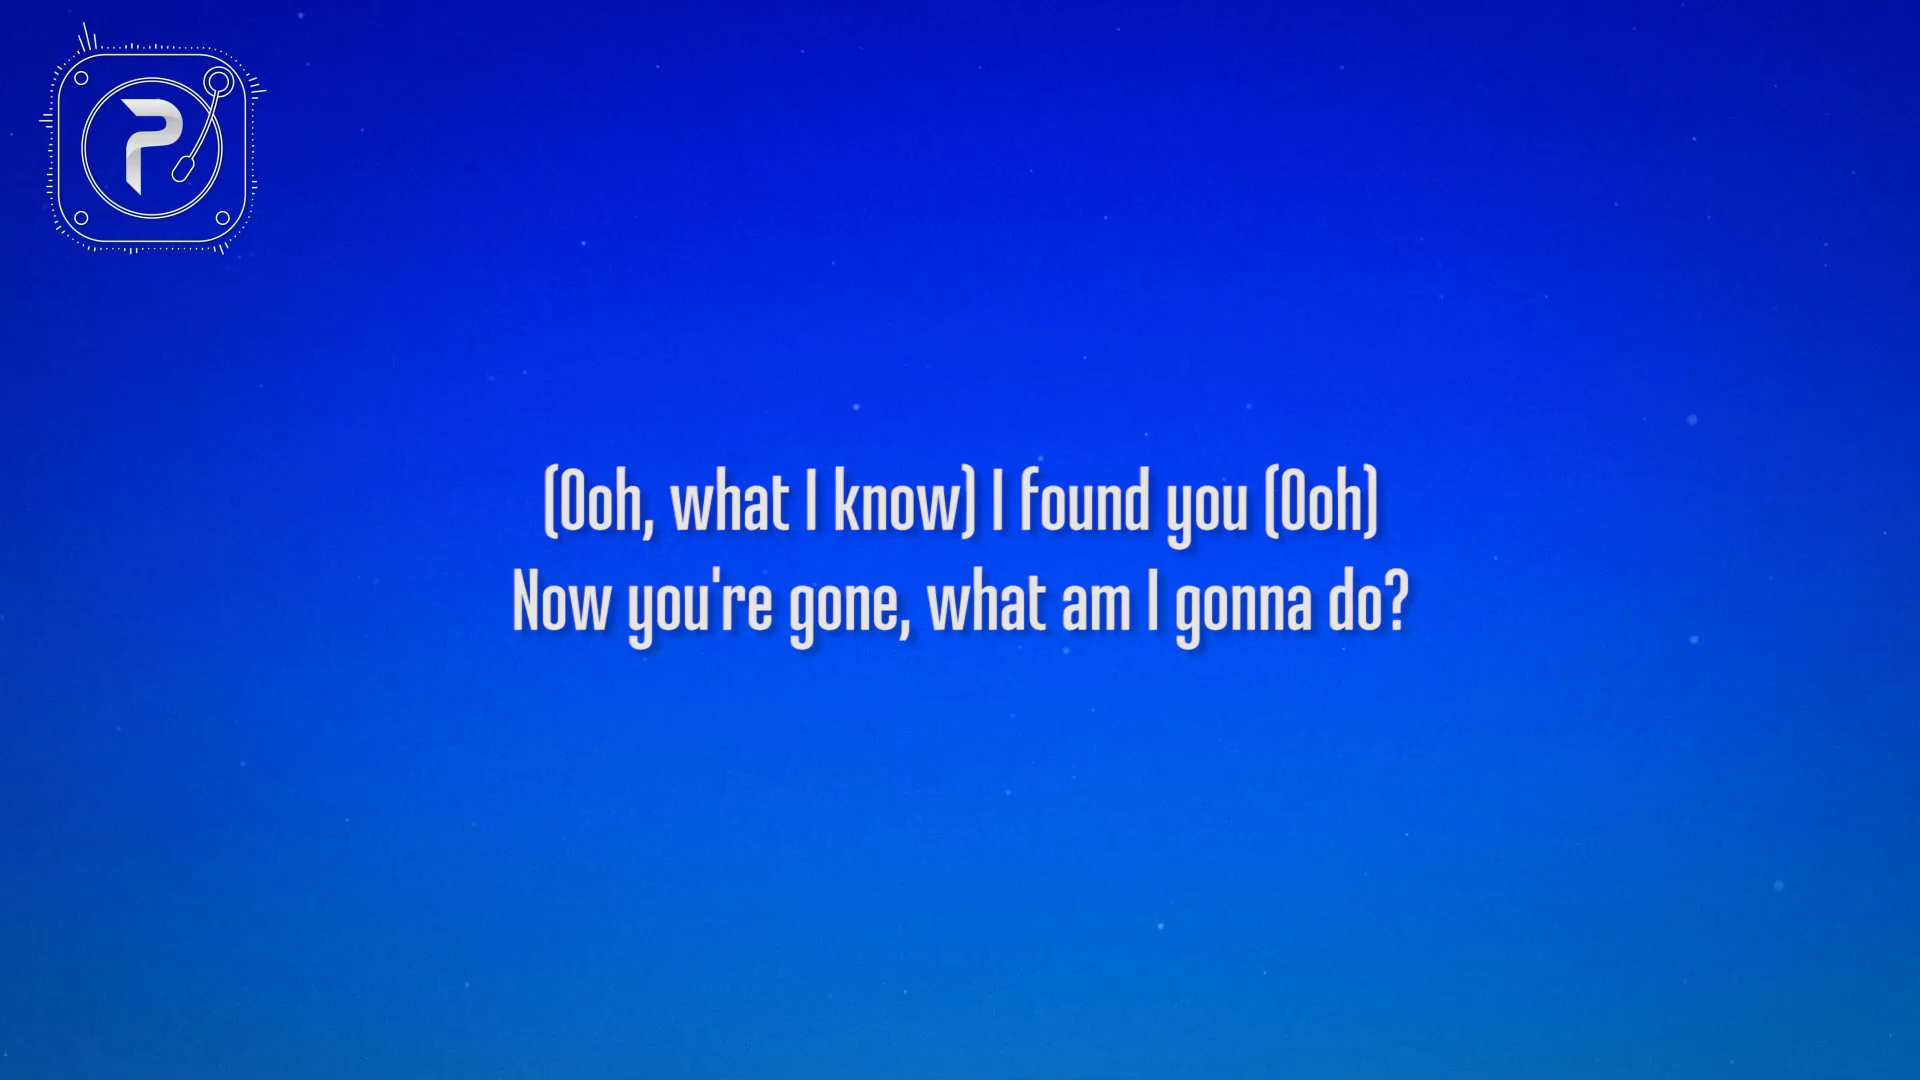 P
(Ooh, what I know) I found you (Ooh)
Now you're gone, what am I gonna do?